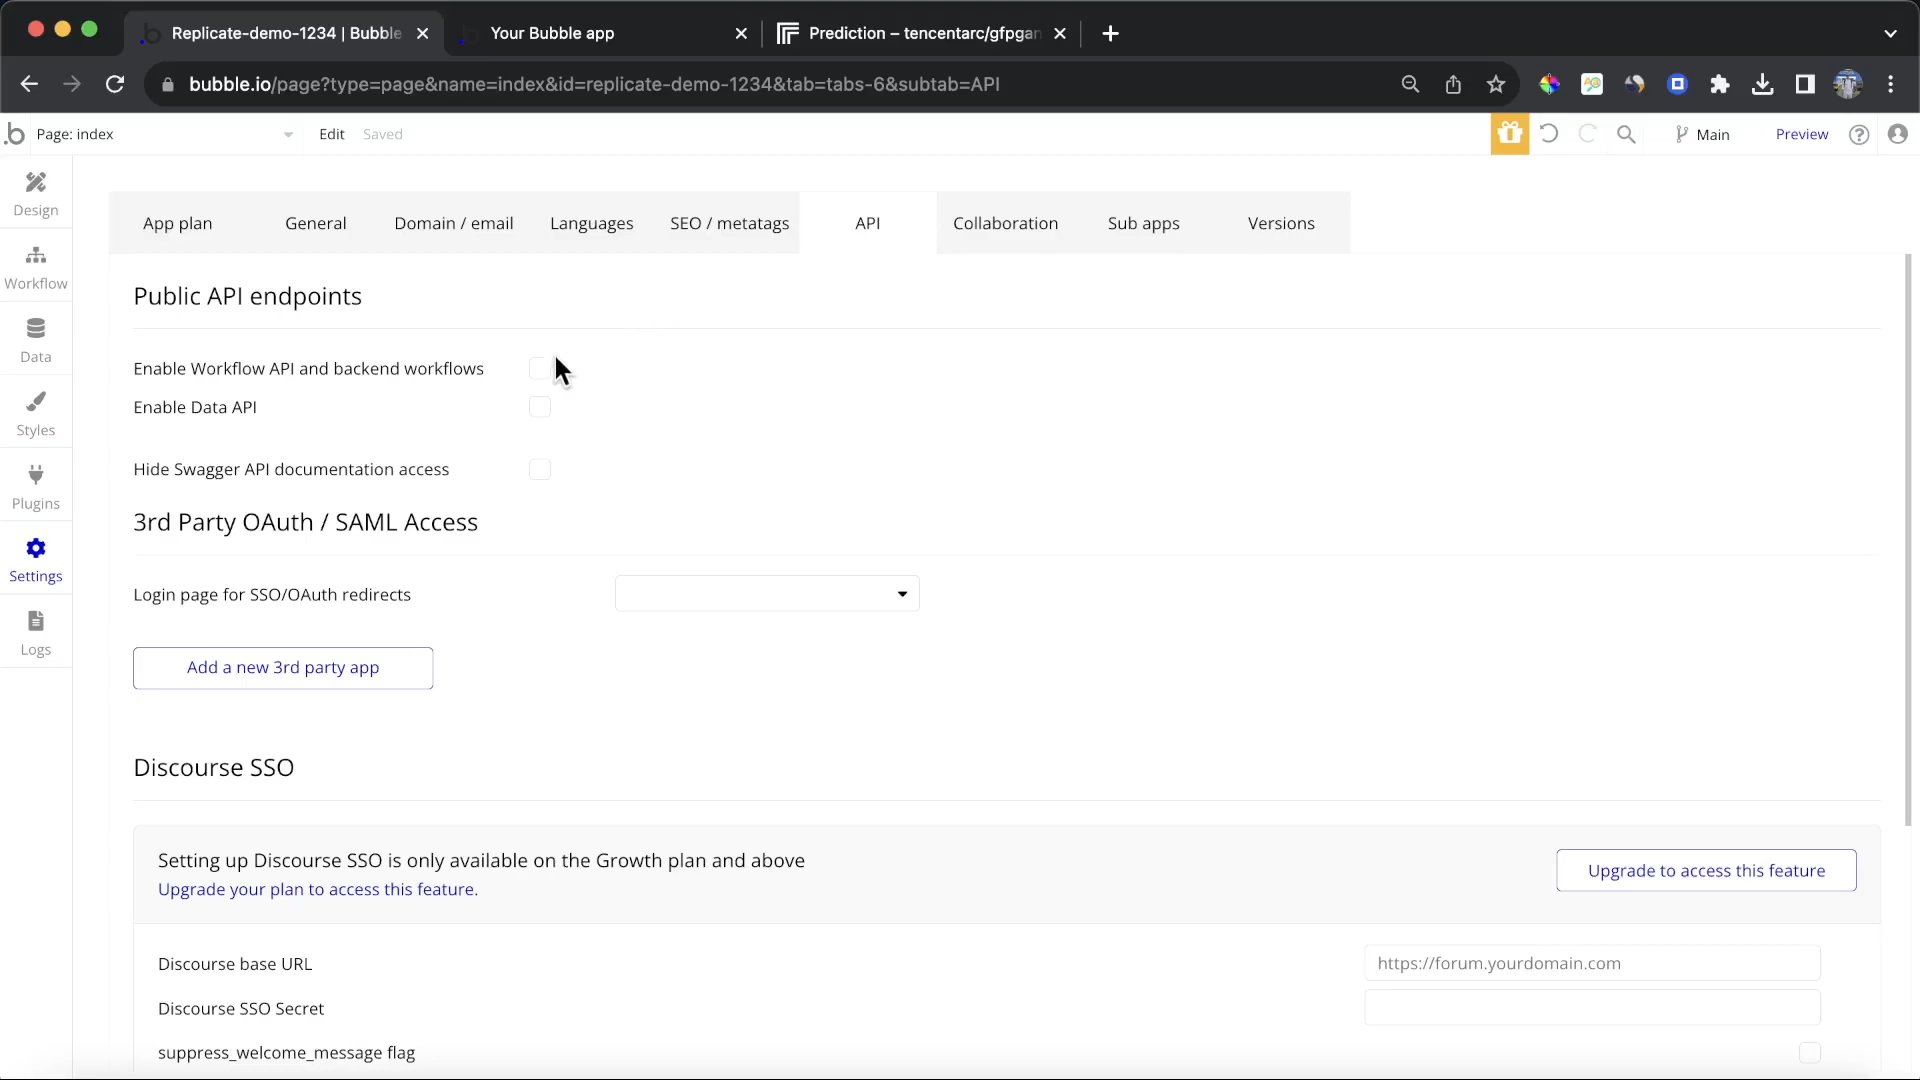 Replicate-demo-1234 | Bubble
Your Bubble app
Prediction – tencentarc/gfpgan
bubble.io/page?type=page&name=index&id=replicate-demo-1234&tab=tabs-6&subtab=API
Page: index
Edit
Saved
Main
Preview
Design
Workflow
Data
Styles
Plugins
Settings
Logs
App plan
General
Domain / email
Languages
SEO / metatags
API
Collaboration
Sub apps
Versions
Public API endpoints
Enable Workflow API and backend workflows
Enable Data API
Hide Swagger API documentation access
3rd Party OAuth / SAML Access
Login page for SSO/OAuth redirects
Add a new 3rd party app
Discourse SSO
Setting up Discourse SSO is only available on the Growth plan and above
Upgrade your plan to access this feature.
Upgrade to access this feature
Discourse base URL
https://forum.yourdomain.com
Discourse SSO Secret
suppress_welcome_message flag